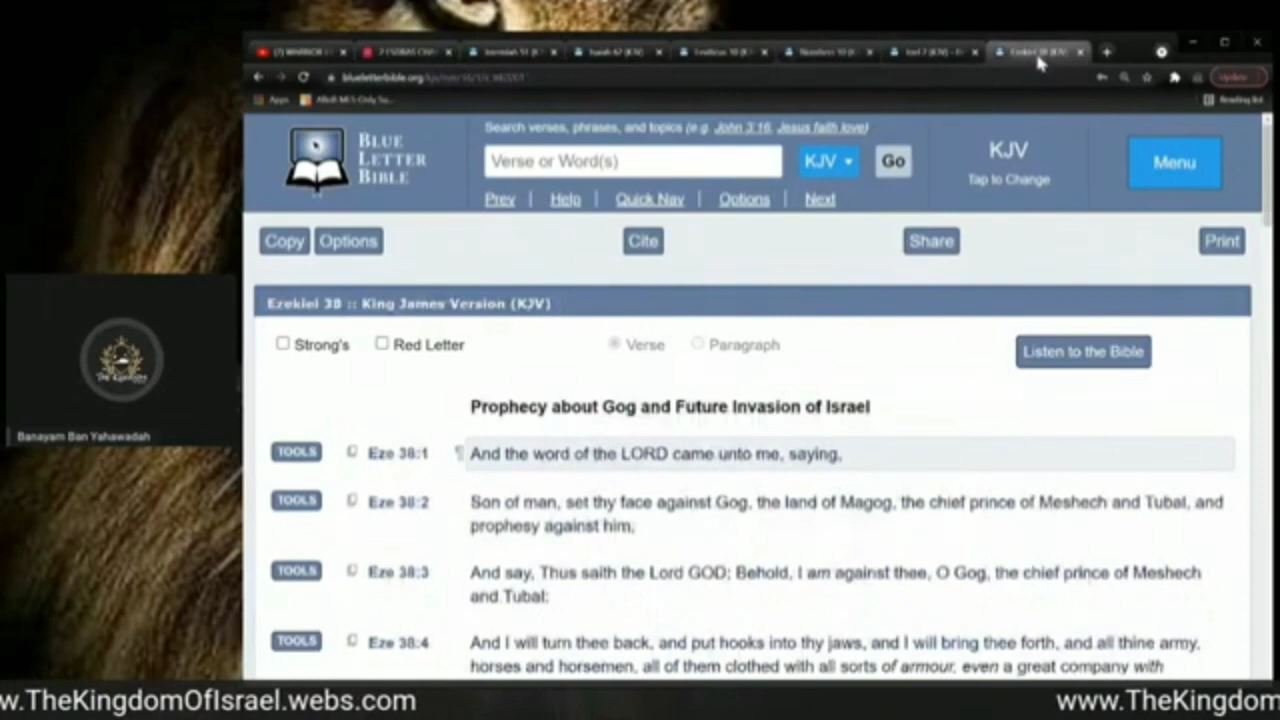 blueletterbible.org
Apps
Reading list
Update
BLUE
LETTER
BIBLE
Search verses, phrases, and topics (e.g. John 3:16, Jesus faith love)
Verse or Word(s)
KJV
Go
KJV
Tap to Change
Menu
Prev | Help | Quick Nav | Options | Next
Copy Options Cite Share Print
Ezekiel 38 :: King James Version (KJV)
Strong's Red Letter Verse Paragraph
Listen to the Bible
Prophecy about Gog and Future Invasion of Israel
TOOLS Eze 38:1 ¶ And the word of the LORD came unto me, saying,
TOOLS Eze 38:2 Son of man, set thy face against Gog, the land of Magog, the chief prince of Meshech and Tubal, and
prophesy against him,
TOOLS Eze 38:3 And say, Thus saith the Lord GOD; Behold, I am against thee, O Gog, the chief prince of Meshech
and Tubal:
TOOLS Eze 38:4 And I will turn thee back, and put hooks into thy jaws, and I will bring thee forth, and all thine army,
horses and horsemen, all of them clothed with all sorts of armour, even a great company with
The Kingdom
Banayam Ban Yahawadah
w.TheKingdomOfIsrael.webs.com
www.TheKingdom